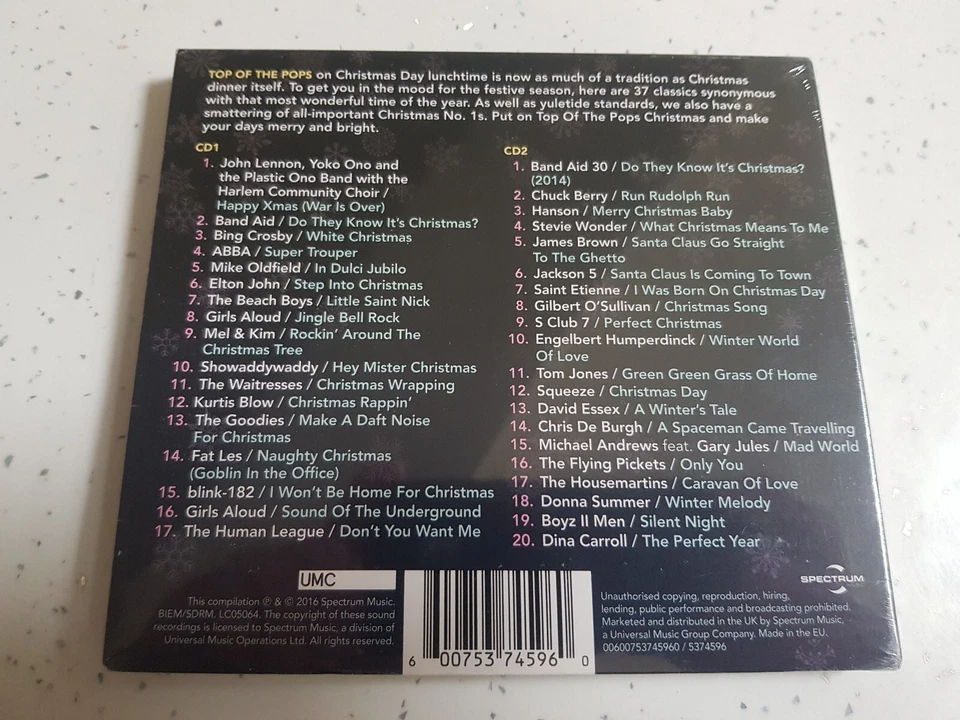 TOP OF THE POPS on Christmas Day lunchtime is now as much of a tradition as Christmas
dinner itself. To get you in the mood for the festive season, here are 37 classics synonymous
with that most wonderful time of the year. As well as yuletide standards, we also have a
smattering of all-important Christmas No. 1s. Put on Top Of The Pops Christmas and make
your days merry and bright.
CD1
1. John Lennon, Yoko Ono and
the Plastic Ono Band with the
Harlem Community Choir /
Happy Xmas (War Is Over)
2. Band Aid / Do They Know It's Christmas?
3. Bing Crosby / White Christmas
4. ABBA / Super Trouper
5. Mike Oldfield / In Dulci Jubilo
6. Elton John / Step Into Christmas
7. The Beach Boys / Little Saint Nick
8. Girls Aloud / Jingle Bell Rock
9. Mel & Kim / Rockin' Around The
Christmas Tree
10. Showaddywaddy / Hey Mister Christmas
11. The Waitresses / Christmas Wrapping
12. Kurtis Blow / Christmas Rappin'
13. The Goodies / Make A Daft Noise
For Christmas
14. Fat Les / Naughty Christmas
(Goblin In the Office)
15. blink-182 / I Won't Be Home For Christmas
16. Girls Aloud / Sound Of The Underground
17. The Human League / Don't You Want Me
CD2
1. Band Aid 30 / Do They Know It's Christmas?
(2014)
2. Chuck Berry / Run Rudolph Run
3. Hanson / Merry Christmas Baby
4. Stevie Wonder / What Christmas Means To Me
5. James Brown / Santa Claus Go Straight
To The Ghetto
6. Jackson 5 / Santa Claus Is Coming To Town
7. Saint Etienne / I Was Born On Christmas Day
8. Gilbert O'Sullivan / Christmas Song
9. S Club 7 / Perfect Christmas
10. Engelbert Humperdinck / Winter World
Of Love
11. Tom Jones / Green Green Grass Of Home
12. Squeeze / Christmas Day
13. David Essex / A Winter's Tale
14. Chris De Burgh / A Spaceman Came Travelling
15. Michael Andrews feat. Gary Jules / Mad World
16. The Flying Pickets / Only You
17. The Housemartins / Caravan Of Love
18. Donna Summer / Winter Melody
19. Boyz II Men / Silent Night
20. Dina Carroll / The Perfect Year
UMC
This compilation ℗ & © 2016 Spectrum Music.
BIEM/SDRM. LC05064. The copyright of these sound
recordings is licensed to Spectrum Music, a division of
Universal Music Operations Ltd. All rights reserved.
6 00753 74596 0
SPECTRUM
Unauthorised copying, reproduction, hiring,
lending, public performance and broadcasting prohibited.
Marketed and distributed in the UK by Spectrum Music,
a Universal Music Group Company. Made in the EU.
00600753745960 / 5374596